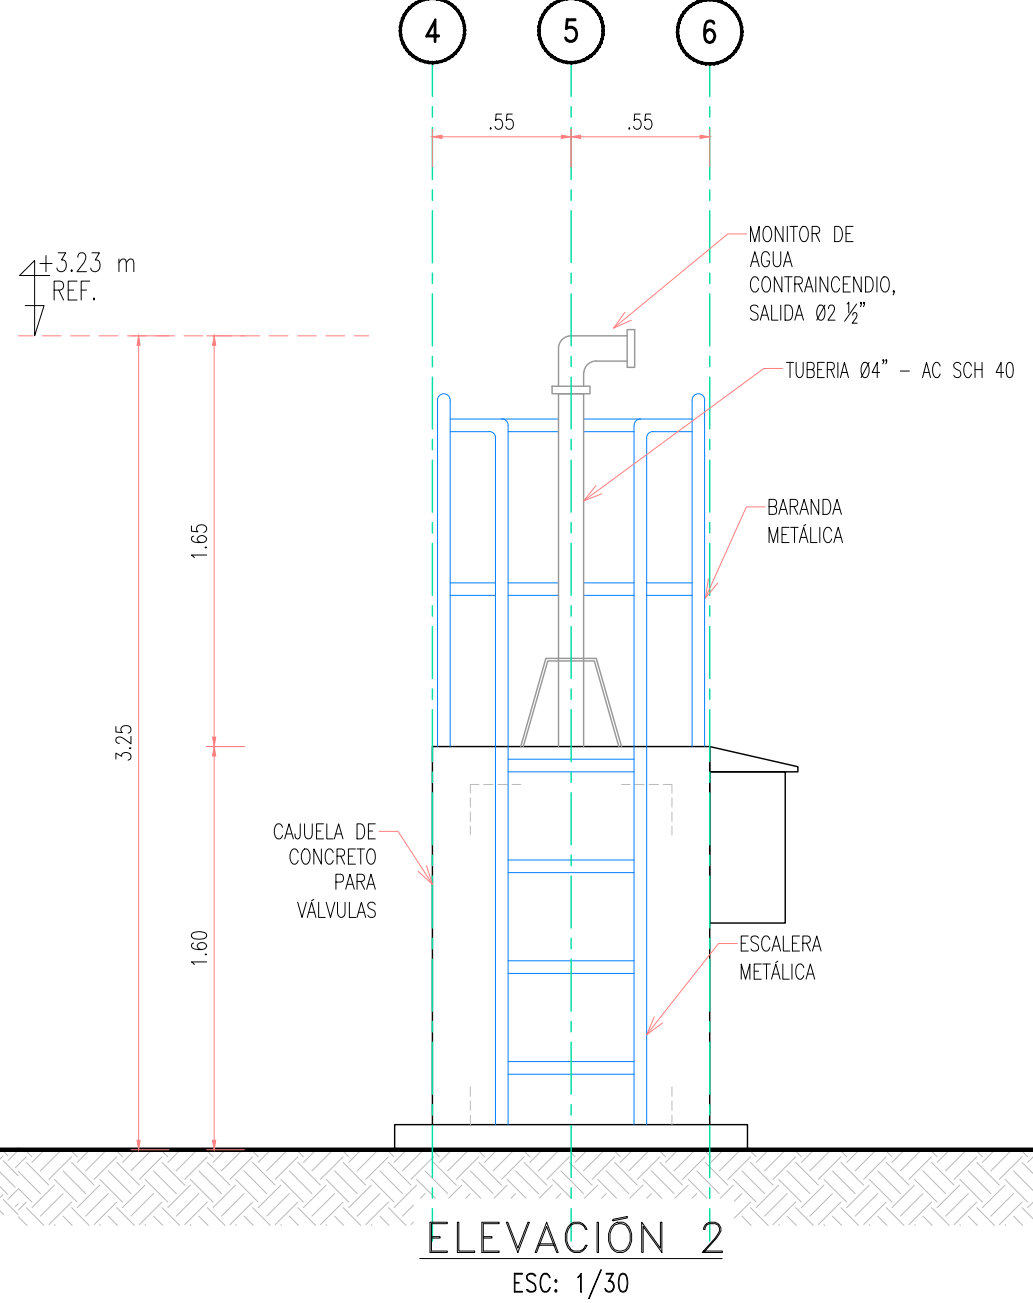 4
5
6
.55
.55
+3.23 m
REF.
MONITOR DE
AGUA
CONTRAINCENDIO,
SALIDA Ø2 ½"
TUBERIA Ø4" – AC SCH 40
BARANDA
METÁLICA
1.65
3.25
CAJUELA DE
CONCRETO
PARA
VÁLVULAS
1.60
ESCALERA
METÁLICA
ELEVACIÓN 2
ESC: 1/30